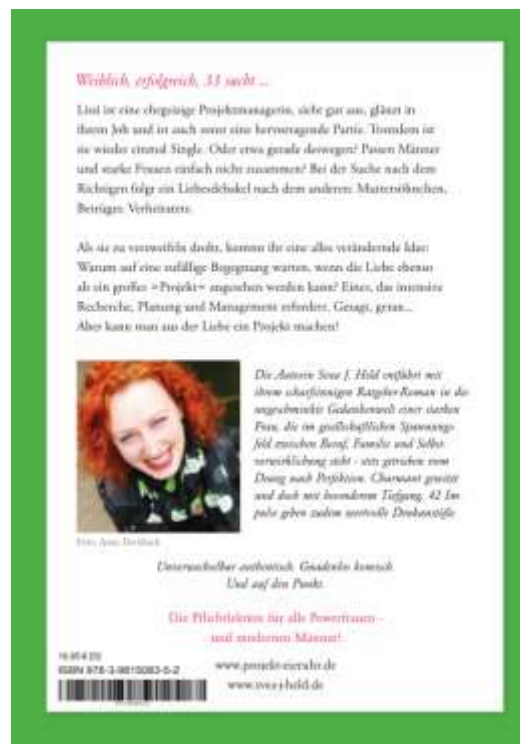 Weiblich, erfolgreich, 33 sucht ...
Lissi ist eine ehrgeizige Projektmanagerin, sieht gut aus, glänzt in
ihrem Job und ist auch sonst eine hervorragende Partie. Trotzdem ist
sie wieder einmal Single. Oder etwa gerade deswegen? Passen Männer
und starke Frauen einfach nicht zusammen? Bei der Suche nach dem
Richtigen folgt ein Liebesdebakel nach dem anderen: Muttersöhnchen,
Betrüger, Verheiratete.
Als sie zu verzweifeln droht, kommt ihr eine alles verändernde Idee:
Warum auf eine zufällige Begegnung warten, wenn die Liebe ebenso
als ein großes »Projekt« angesehen werden kann? Eines, das intensive
Recherche, Planung und Management erfordert. Gesagt, getan...
Aber kann man aus der Liebe ein Projekt machen?
Die Autorin Svea J. Held entführt mit
ihrem scharfsinnigen Ratgeber-Roman in die
ungeschminkte Gedankenwelt einer starken
Frau, die im gesellschaftlichen Spannungs-
feld zwischen Beruf, Familie und Selbst-
verwirklichung steht - stets getrieben vom
Drang nach Perfektion. Charmant gewitzt
und doch mit besonderem Tiefgang. 42 Im-
pulse geben zudem wertvolle Denkanstöße.
Foto: Anne
Unverwechselbar authentisch. Gnadenlos komisch.
Und auf den Punkt.
Die Pflichtlektüre für alle Powerfrauen -
und modernen Männer!
ISBN 978-3-9815083-5-2
www.svea-j-held.de